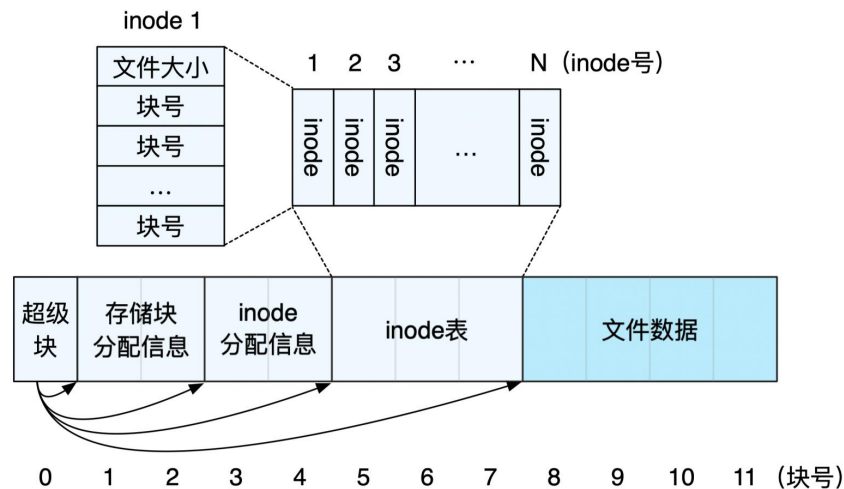 inode 1
文件大小
块号
块号
…
块号
1 2 3 … N（inode号）
inode inode inode … inode
超级
块
存储块
分配信息
inode
分配信息
inode表
文件数据
0 1 2 3 4 5 6 7 8 9 10 11（块号）